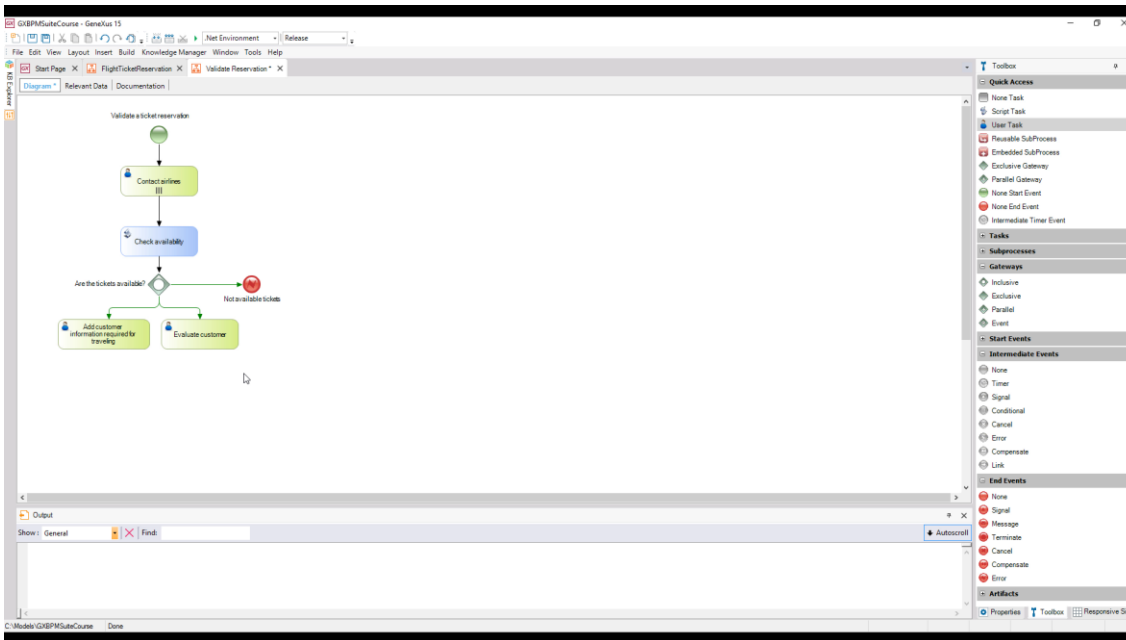 GX GXBPMSuiteCourse - GeneXus 15
.Net Environment Release
File Edit View Layout Insert Build Knowledge Manager Window Tools Help
GX Start Page X FlightTicketReservation X Validate Reservation * X
Diagram * Relevant Data Documentation
KB Explorer
Validate a ticket reservation
Contact airlines
Check availability
Are the tickets available?
Not available tickets
Add customer
information required for
traveling
Evaluate customer
Output
Show: General Find: Autoscroll
C:\Models\GXBPMSuiteCourse Done
Toolbox
Quick Access
None Task
Script Task
User Task
Reusable SubProcess
Embedded SubProcess
Exclusive Gateway
Parallel Gateway
None Start Event
None End Event
Intermediate Timer Event
Tasks
Subprocesses
Gateways
Inclusive
Exclusive
Parallel
Event
Start Events
Intermediate Events
None
Timer
Signal
Conditional
Cancel
Error
Compensate
Link
End Events
None
Signal
Message
Terminate
Cancel
Compensate
Error
Artifacts
Properties Toolbox Responsive Si